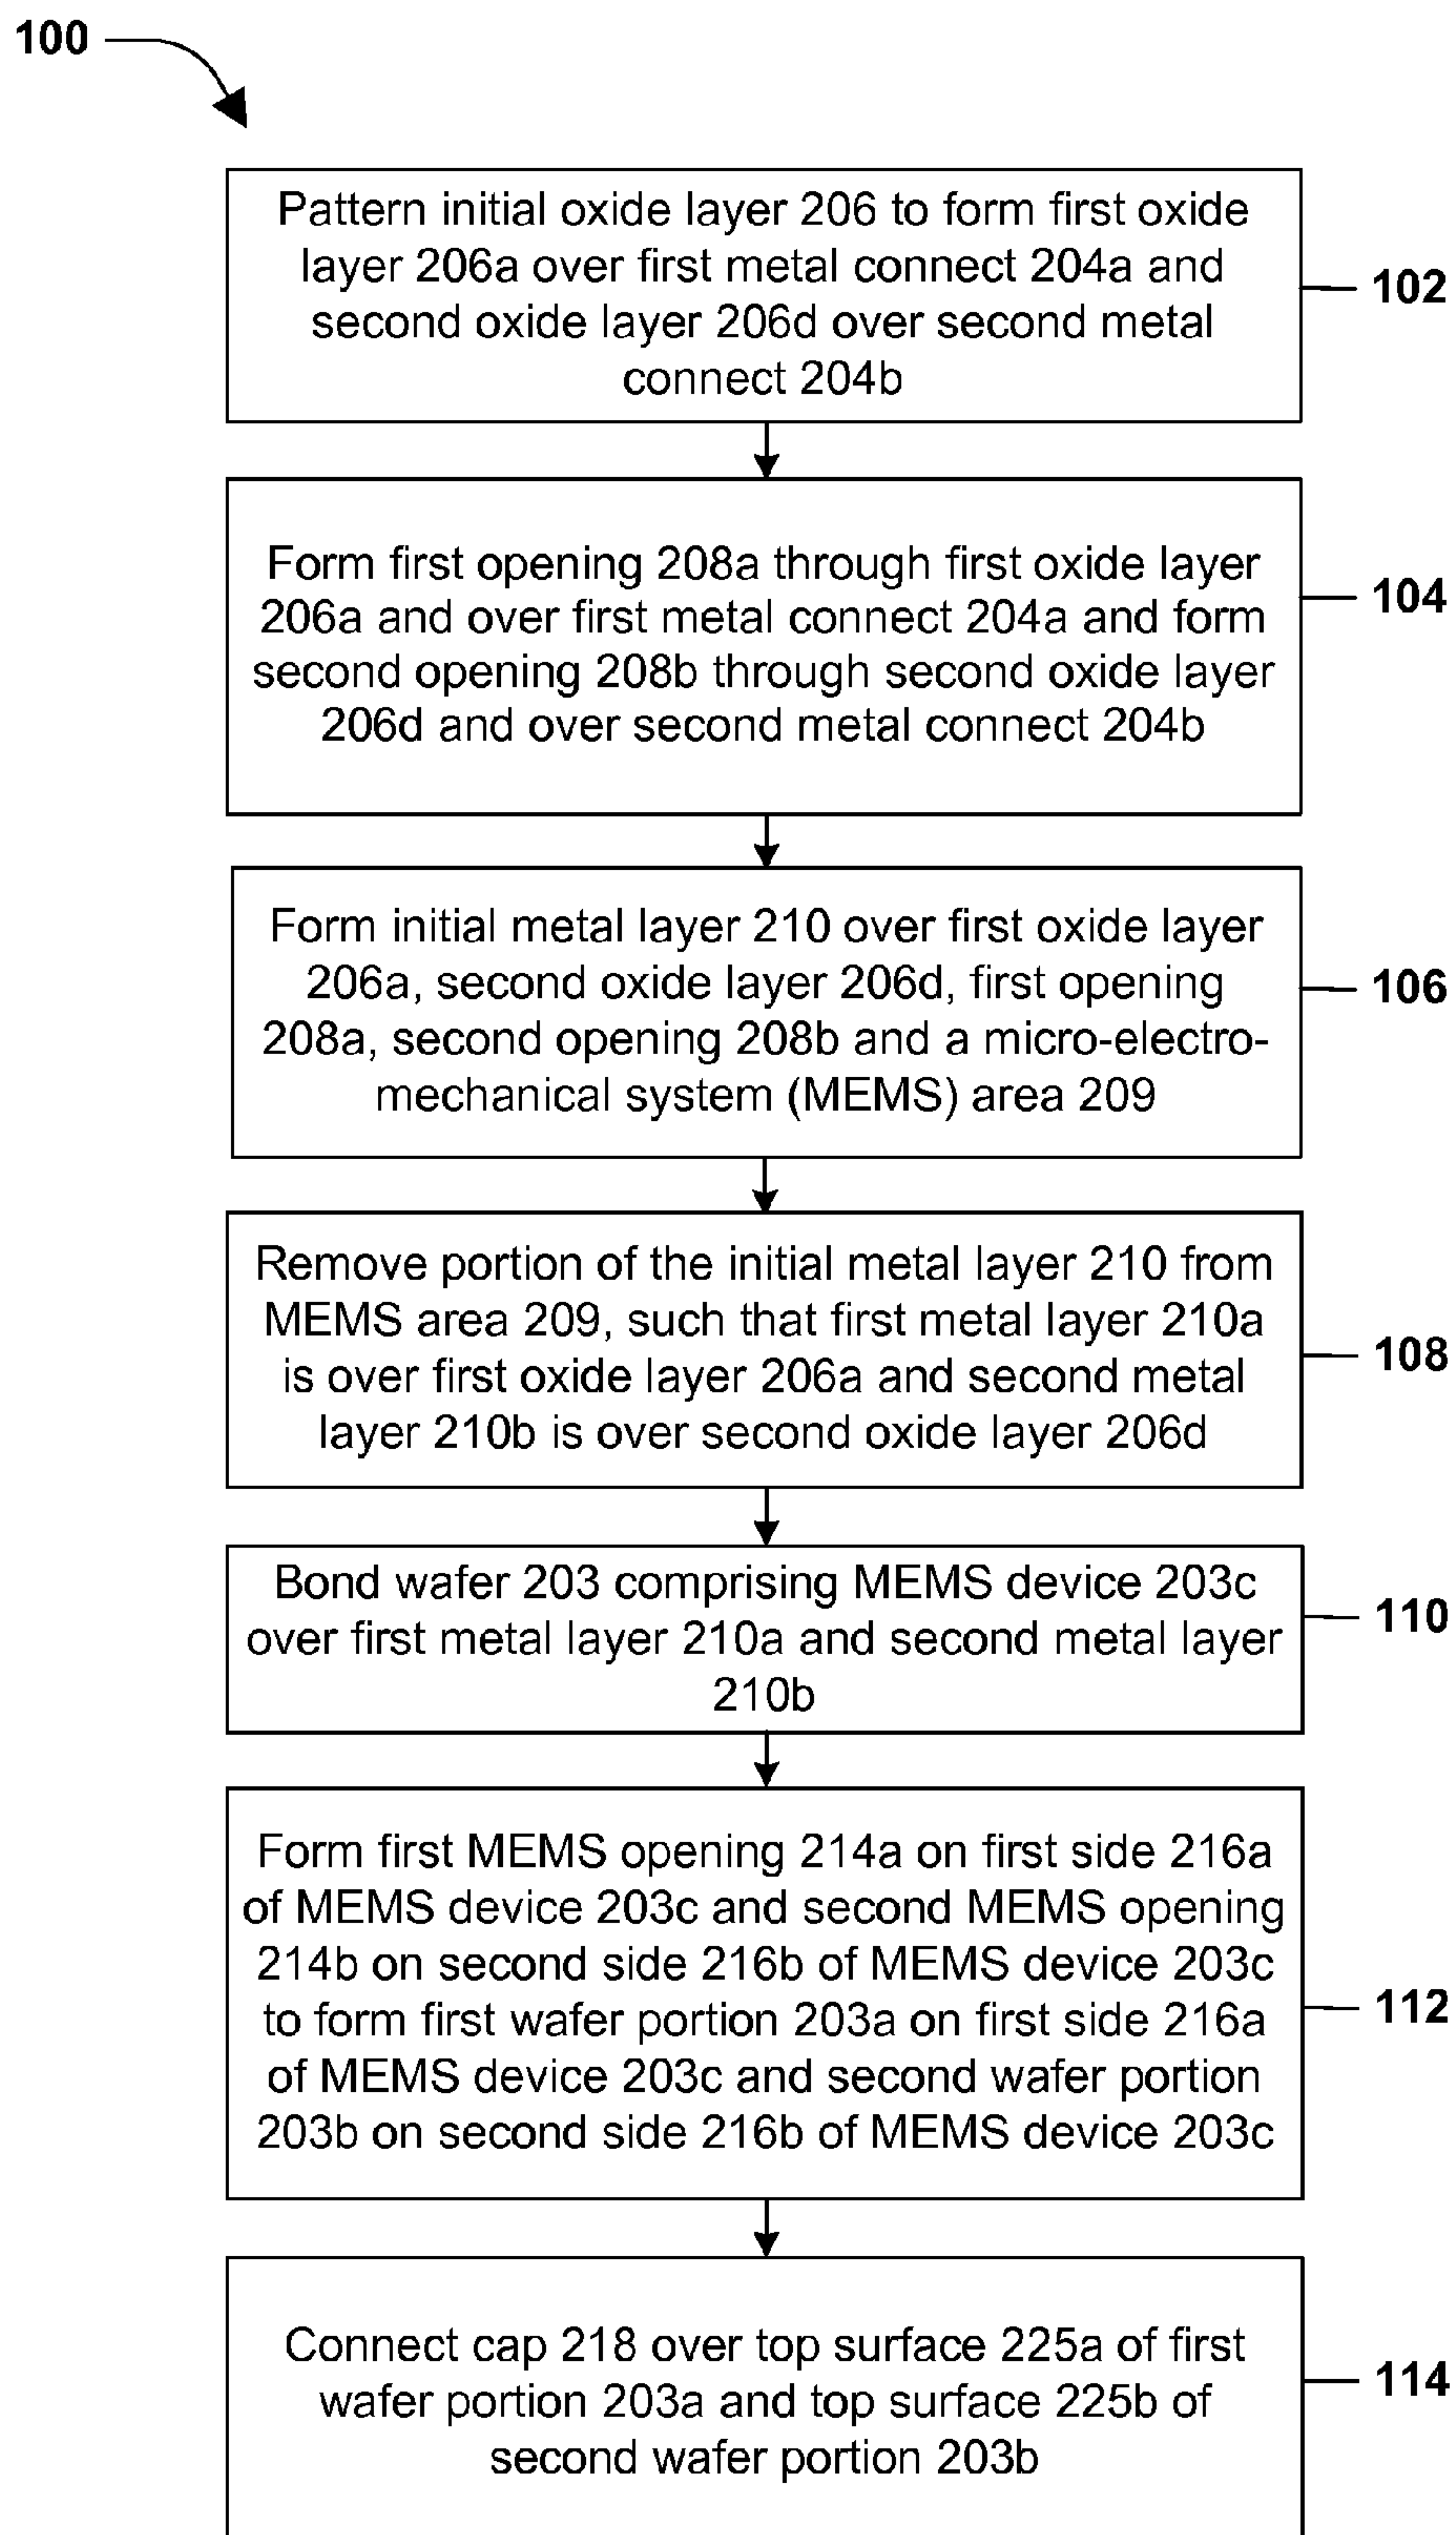 100
Pattern initial oxide layer 206 to form first oxide
layer 206a over first metal connect 204a and
second oxide layer 206d over second metal
connect 204b
102
Form first opening 208a through first oxide layer
206a and over first metal connect 204a and form
second opening 208b through second oxide layer
206d and over second metal connect 204b
104
Form initial metal layer 210 over first oxide layer
206a, second oxide layer 206d, first opening
208a, second opening 208b and a micro-electro-
mechanical system (MEMS) area 209
106
Remove portion of the initial metal layer 210 from
MEMS area 209, such that first metal layer 210a
is over first oxide layer 206a and second metal
layer 210b is over second oxide layer 206d
108
Bond wafer 203 comprising MEMS device 203c
over first metal layer 210a and second metal layer
210b
110
Form first MEMS opening 214a on first side 216a
of MEMS device 203c and second MEMS opening
214b on second side 216b of MEMS device 203c
to form first wafer portion 203a on first side 216a
of MEMS device 203c and second wafer portion
203b on second side 216b of MEMS device 203c
112
Connect cap 218 over top surface 225a of first
wafer portion 203a and top surface 225b of
second wafer portion 203b
114